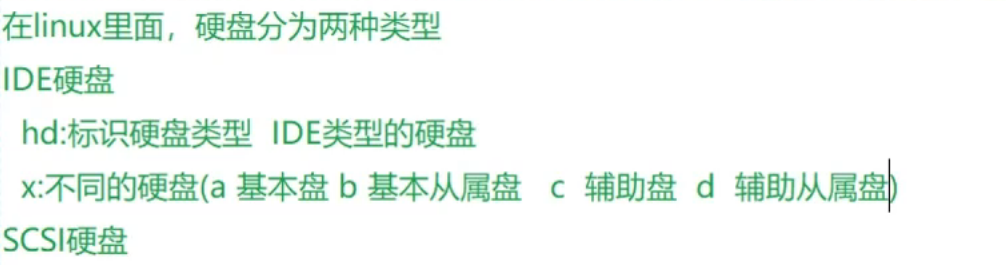 在linux里面，硬盘分为两种类型
IDE硬盘
hd:标识硬盘类型 IDE类型的硬盘
x:不同的硬盘(a 基本盘 b 基本从属盘 c 辅助盘 d 辅助从属盘)
SCSI硬盘